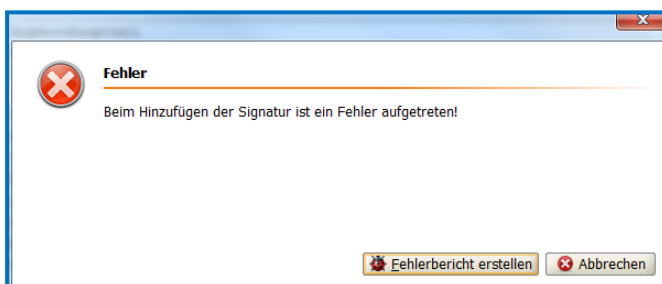 Fehler
Beim Hinzufügen der Signatur ist ein Fehler aufgetreten!
Fehlerbericht erstellen
Abbrechen